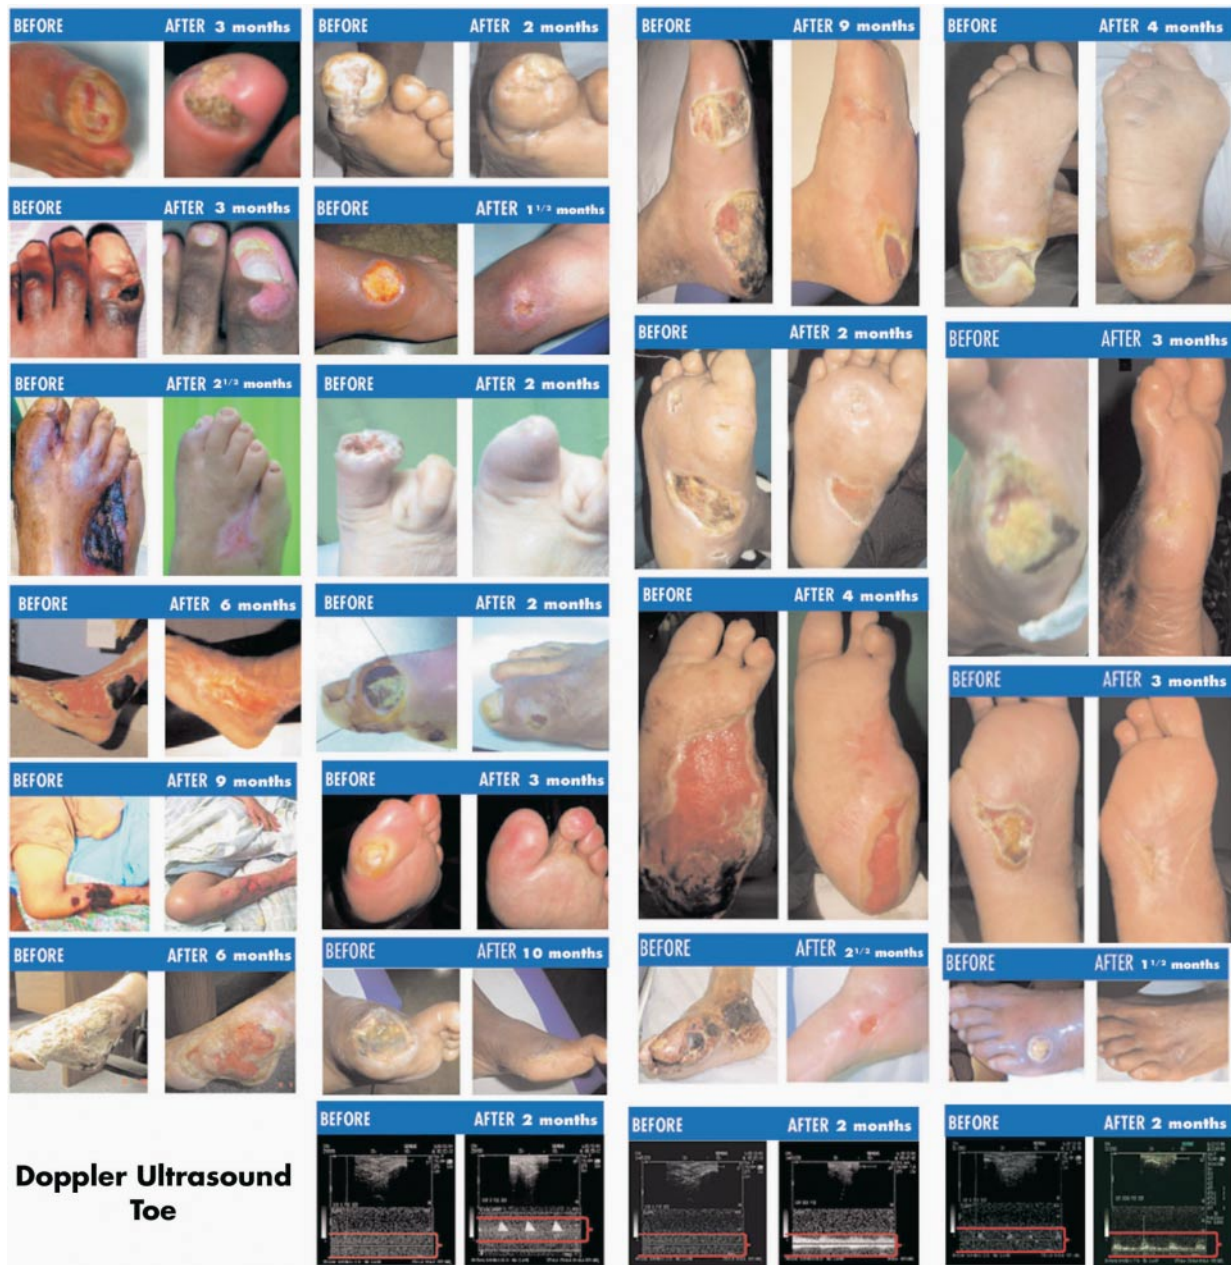 BEFORE AFTER 3 months
BEFORE AFTER 2 months
BEFORE AFTER 9 months
BEFORE AFTER 4 months
BEFORE AFTER 3 months
BEFORE AFTER 1 1/2 months
BEFORE AFTER 2 months
BEFORE AFTER 3 months
BEFORE AFTER 2 1/2 months
BEFORE AFTER 2 months
BEFORE AFTER 4 months
BEFORE AFTER 6 months
BEFORE AFTER 2 months
BEFORE AFTER 3 months
BEFORE AFTER 9 months
BEFORE AFTER 3 months
BEFORE AFTER 6 months
BEFORE AFTER 10 months
BEFORE AFTER 2 1/2 months
BEFORE AFTER 1 1/2 months
Doppler Ultrasound
Toe
BEFORE AFTER 2 months
BEFORE AFTER 2 months
BEFORE AFTER 2 months